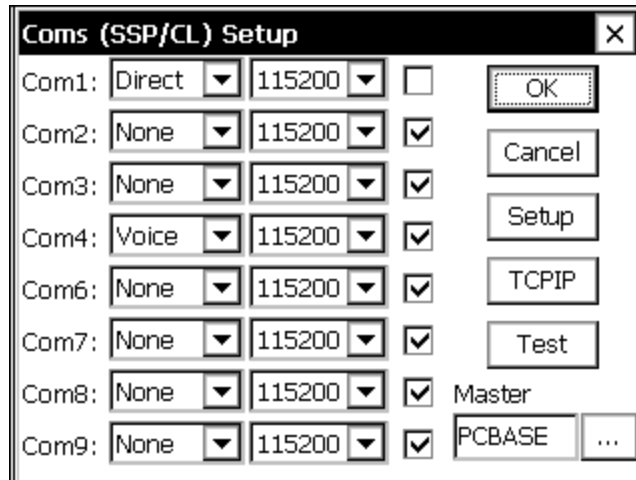 Coms (SSP/CL) Setup
Com1: Direct 115200 OK
Com2: None 115200 Cancel
Com3: None 115200
Com4: Voice 115200 Setup
Com6: None 115200 TCPIP
Com7: None 115200 Test
Com8: None 115200 Master
Com9: None 115200 PCBASE ...